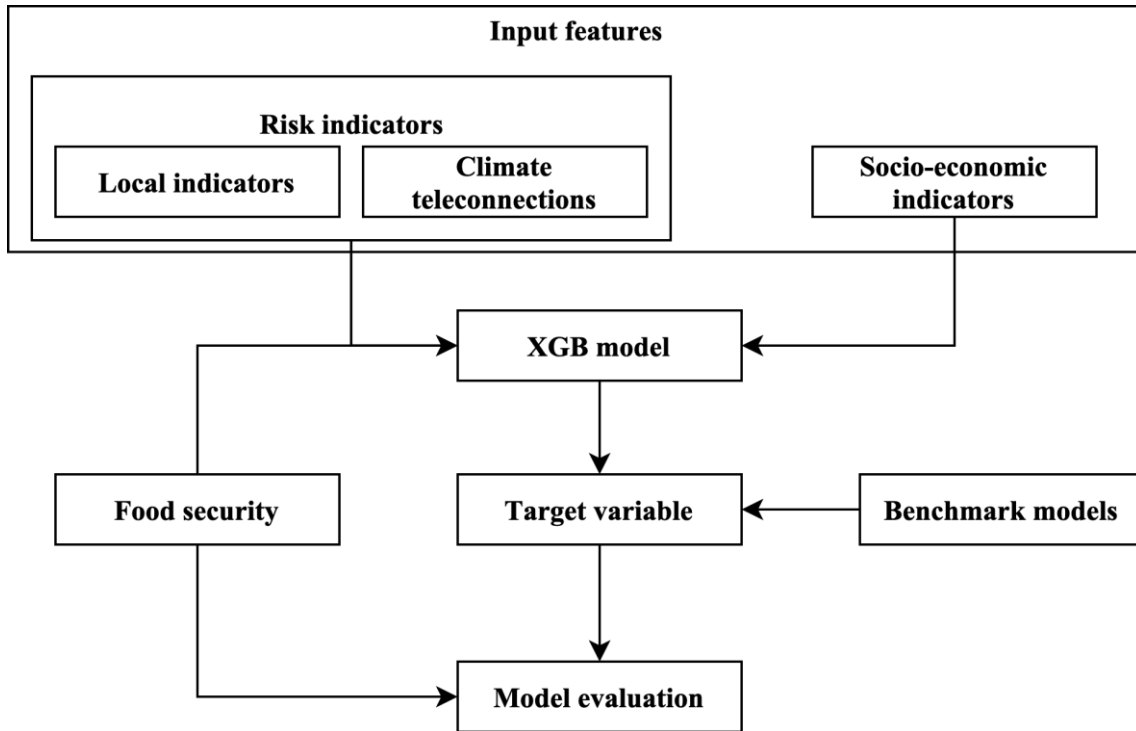 Input features
Risk indicators
Local indicators
Climate
teleconnections
Socio-economic
indicators
XGB model
Food security
Target variable
Benchmark models
Model evaluation